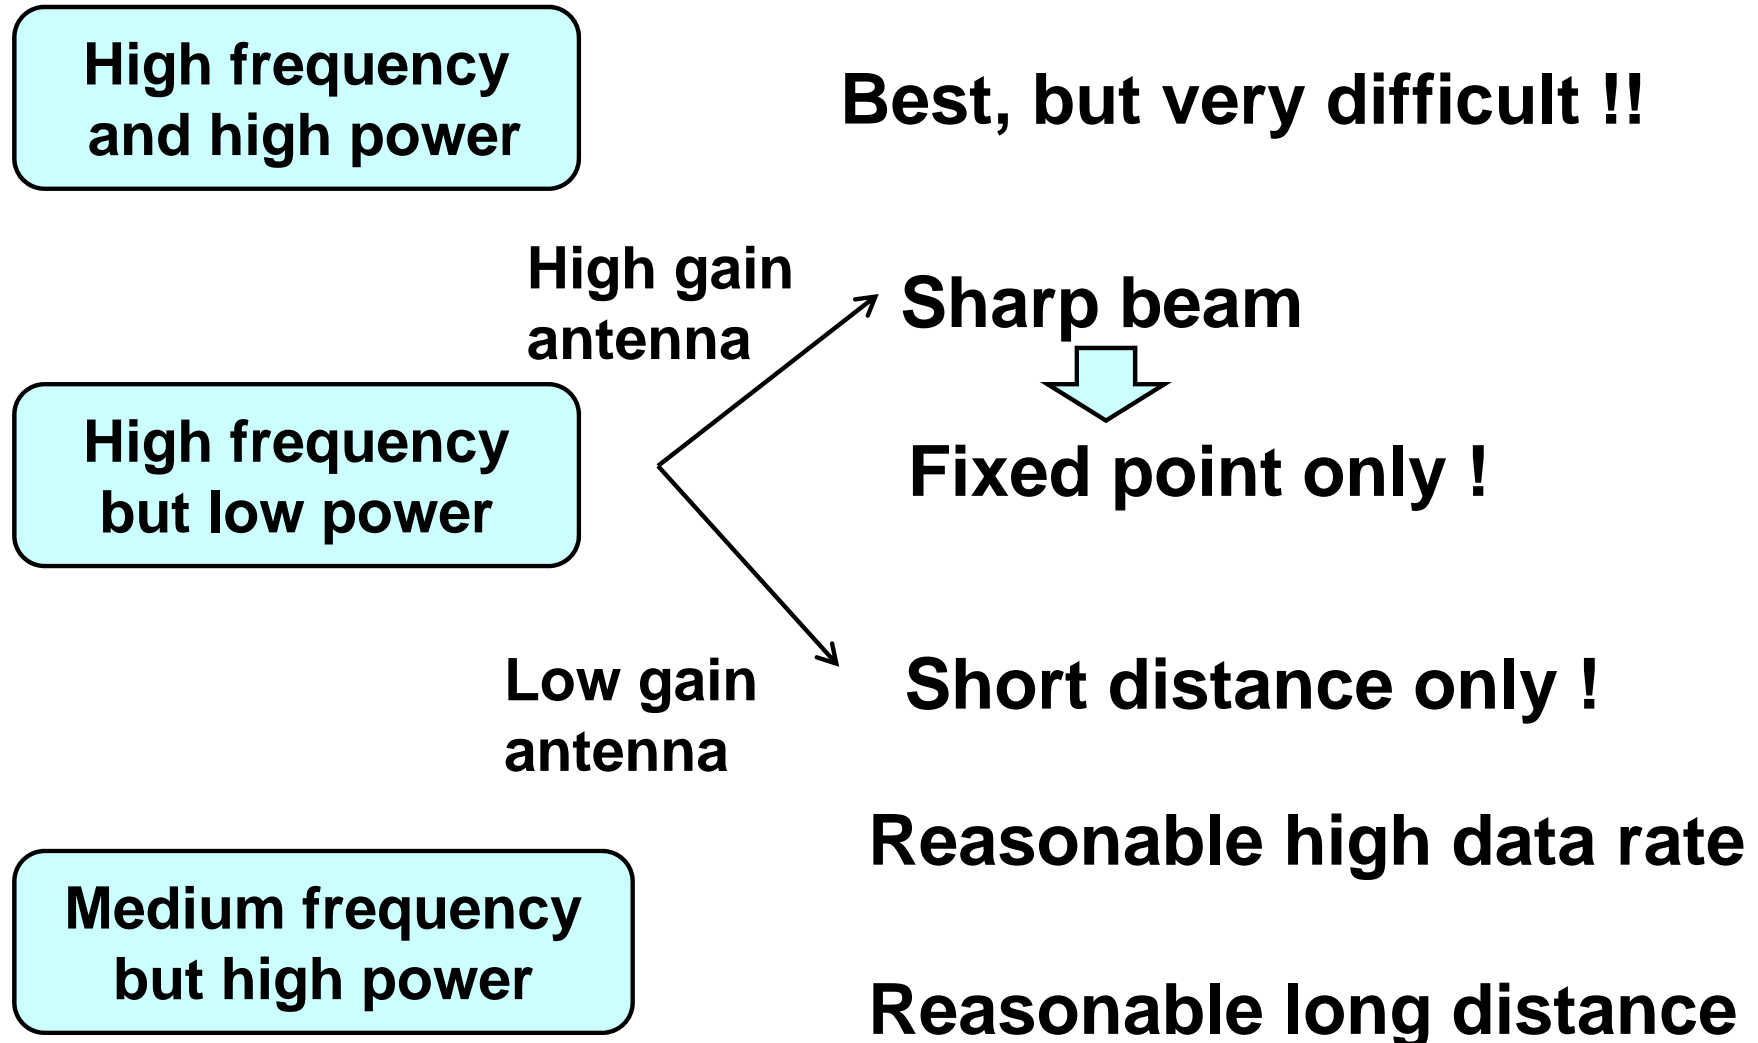 High frequency
and high power
Best, but very difficult !!
High gain
antenna
Sharp beam
High frequency
but low power
Fixed point only !
Low gain
antenna
Short distance only !
Medium frequency
but high power
Reasonable high data rate
Reasonable long distance